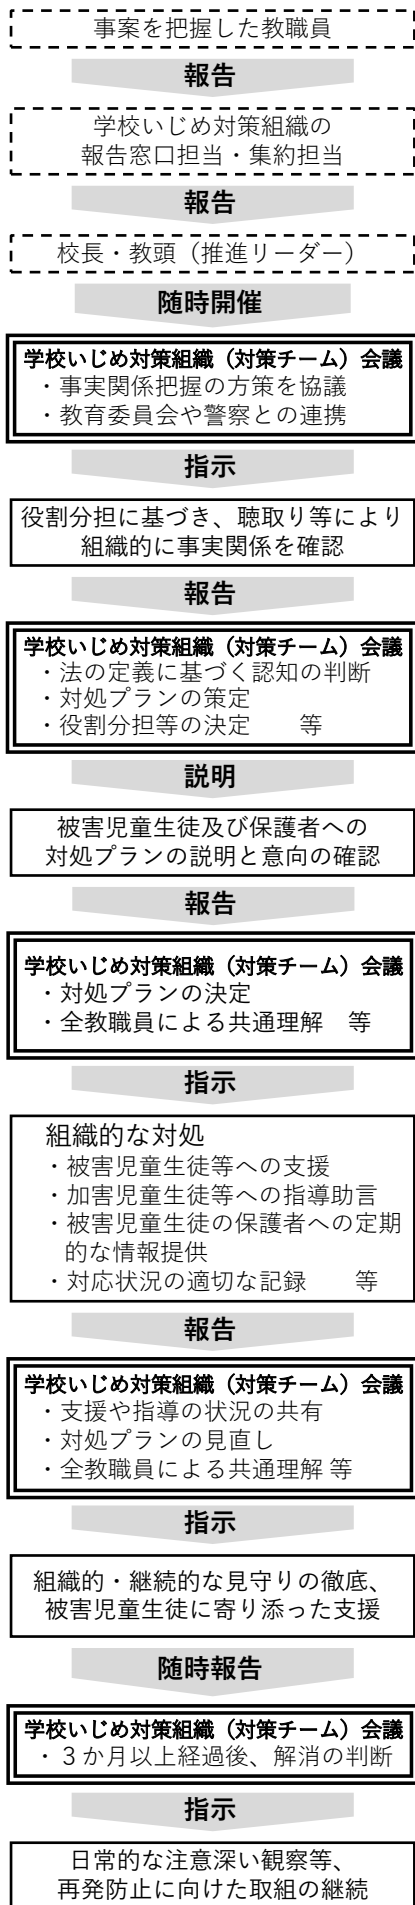 事案を把握した教職員
報告
学校いじめ対策組織の
報告窓口担当・集約担当
報告
校長・教頭（推進リーダー）
随時開催
学校いじめ対策組織（対策チーム）会議
・事実関係把握の方策を協議
・教育委員会や警察との連携
指示
役割分担に基づき、聴取り等により
組織的に事実関係を確認
報告
学校いじめ対策組織（対策チーム）会議
・法の定義に基づく認知の判断
・対処プランの策定
・役割分担等の決定　　等
説明
被害児童生徒及び保護者への
対処プランの説明と意向の確認
報告
学校いじめ対策組織（対策チーム）会議
・対処プランの決定
・全教職員による共通理解　等
指示
組織的な対処
・被害児童生徒等への支援
・加害児童生徒等への指導助言
・被害児童生徒の保護者への定期
的な情報提供
・対応状況の適切な記録　　等
報告
学校いじめ対策組織（対策チーム）会議
・支援や指導の状況の共有
・対処プランの見直し
・全教職員による共通理解 等
指示
組織的・継続的な見守りの徹底、
被害児童生徒に寄り添った支援
随時報告
学校いじめ対策組織（対策チーム）会議
・３か月以上経過後、解消の判断
指示
日常的な注意深い観察等、
再発防止に向けた取組の継続